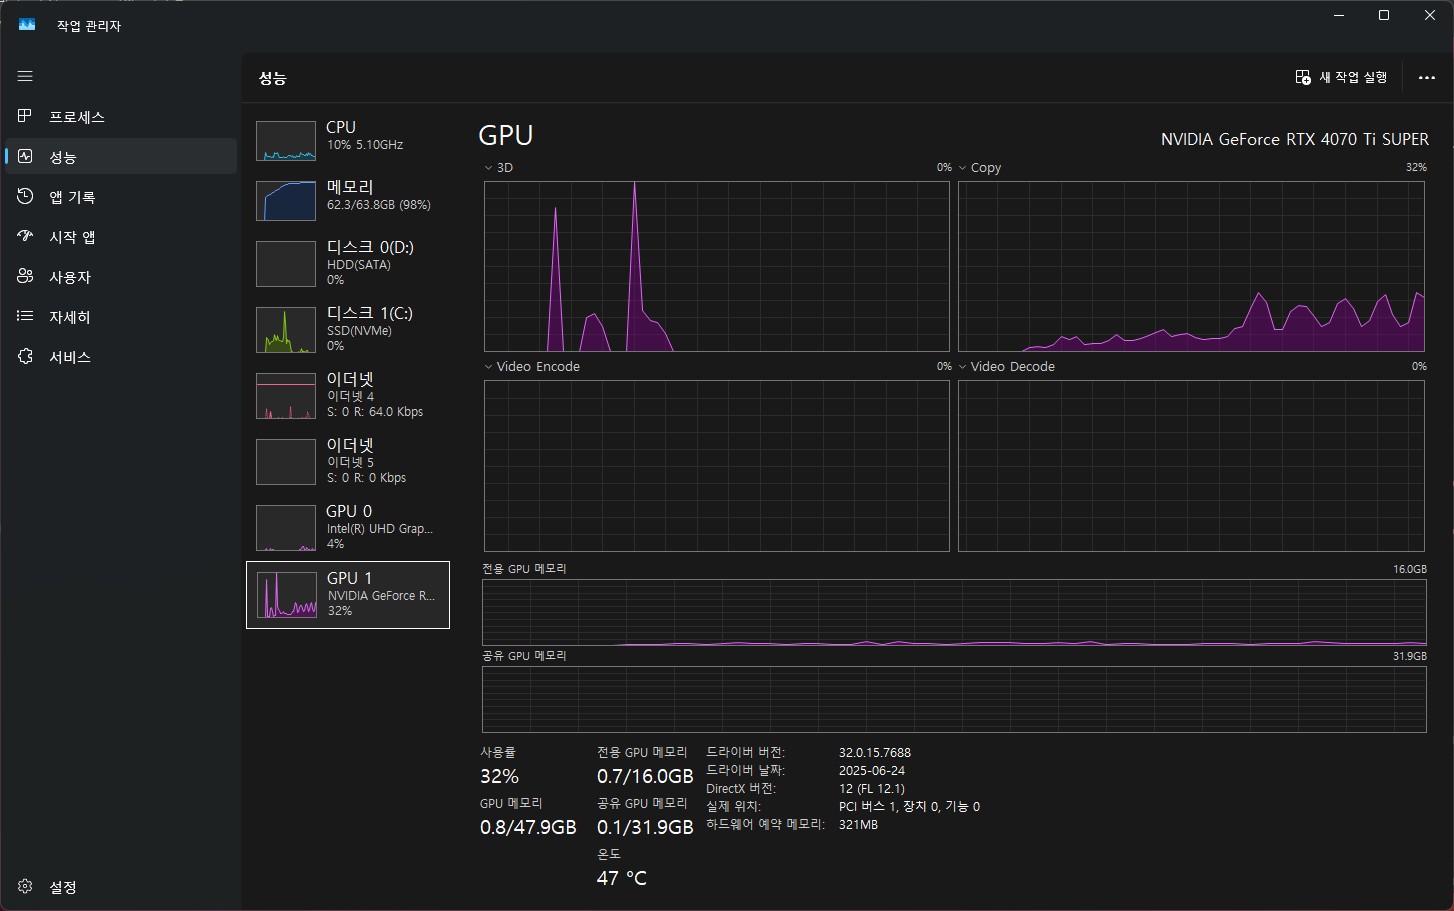 작업 관리자
프로세스
성능
앱 기록
시작 앱
사용자
자세히
서비스
설정
성능
새 작업 실행
CPU
10% 5.10GHz
메모리
62.3/63.8GB (98%)
디스크 0(D:)
HDD(SATA)
0%
디스크 1(C:)
SSD(NVMe)
0%
이더넷
이더넷 4
S: 0 R: 64.0 Kbps
이더넷
이더넷 5
S: 0 R: 0 Kbps
GPU 0
Intel(R) UHD Grap...
4%
GPU 1
NVIDIA GeForce R...
32%
GPU
NVIDIA GeForce RTX 4070 Ti SUPER
3D 0%
Copy 32%
Video Encode 0%
Video Decode 0%
전용 GPU 메모리 16.0GB
공유 GPU 메모리 31.9GB
사용률
32%
전용 GPU 메모리
0.7/16.0GB
GPU 메모리
0.8/47.9GB
공유 GPU 메모리
0.1/31.9GB
온도
47 °C
드라이버 버전: 32.0.15.7688
드라이버 날짜: 2025-06-24
DirectX 버전: 12 (FL 12.1)
실제 위치: PCI 버스 1, 장치 0, 기능 0
하드웨어 예약 메모리: 321MB